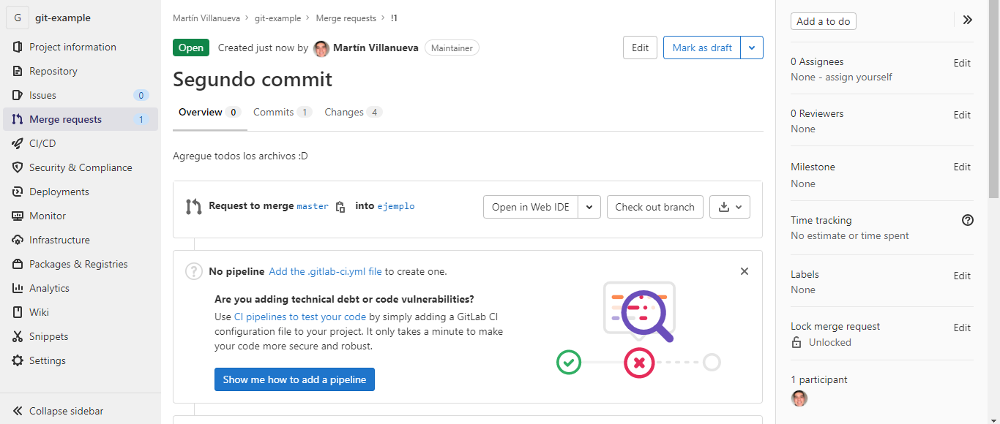 G git-example
Project information
Repository
Issues 0
Merge requests 1
CI/CD
Security & Compliance
Deployments
Monitor
Infrastructure
Packages & Registries
Analytics
Wiki
Snippets
Settings
Collapse sidebar
Martín Villanueva > git-example > Merge requests > !1
Open Created just now by Martín Villanueva Maintainer
Edit Mark as draft
Segundo commit
Overview 0 Commits 1 Changes 4
Agregue todos los archivos :D
Request to merge master into ejemplo
Open in Web IDE Check out branch
No pipeline Add the .gitlab-ci.yml file to create one.
Are you adding technical debt or code vulnerabilities?
Use CI pipelines to test your code by simply adding a GitLab CI
configuration file to your project. It only takes a minute to make
your code more secure and robust.
Show me how to add a pipeline
Add a to do
0 Assignees Edit
None - assign yourself
0 Reviewers Edit
None
Milestone Edit
None
Time tracking
No estimate or time spent
Labels Edit
None
Lock merge request Edit
Unlocked
1 participant